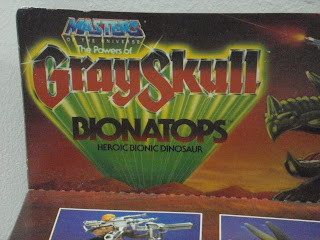 MASTERS
OF THE UNIVERSE
The Powers of
GraySkull
BIONATOPS
HEROIC BIONIC DINOSAUR